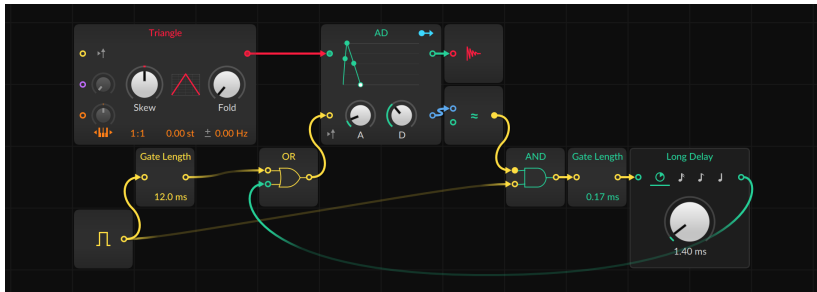 Triangle
AD
Skew
Fold
1:1
0.00 st
± 0.00 Hz
A
D
Gate Length
12.0 ms
OR
AND
Gate Length
0.17 ms
Long Delay
1.40 ms